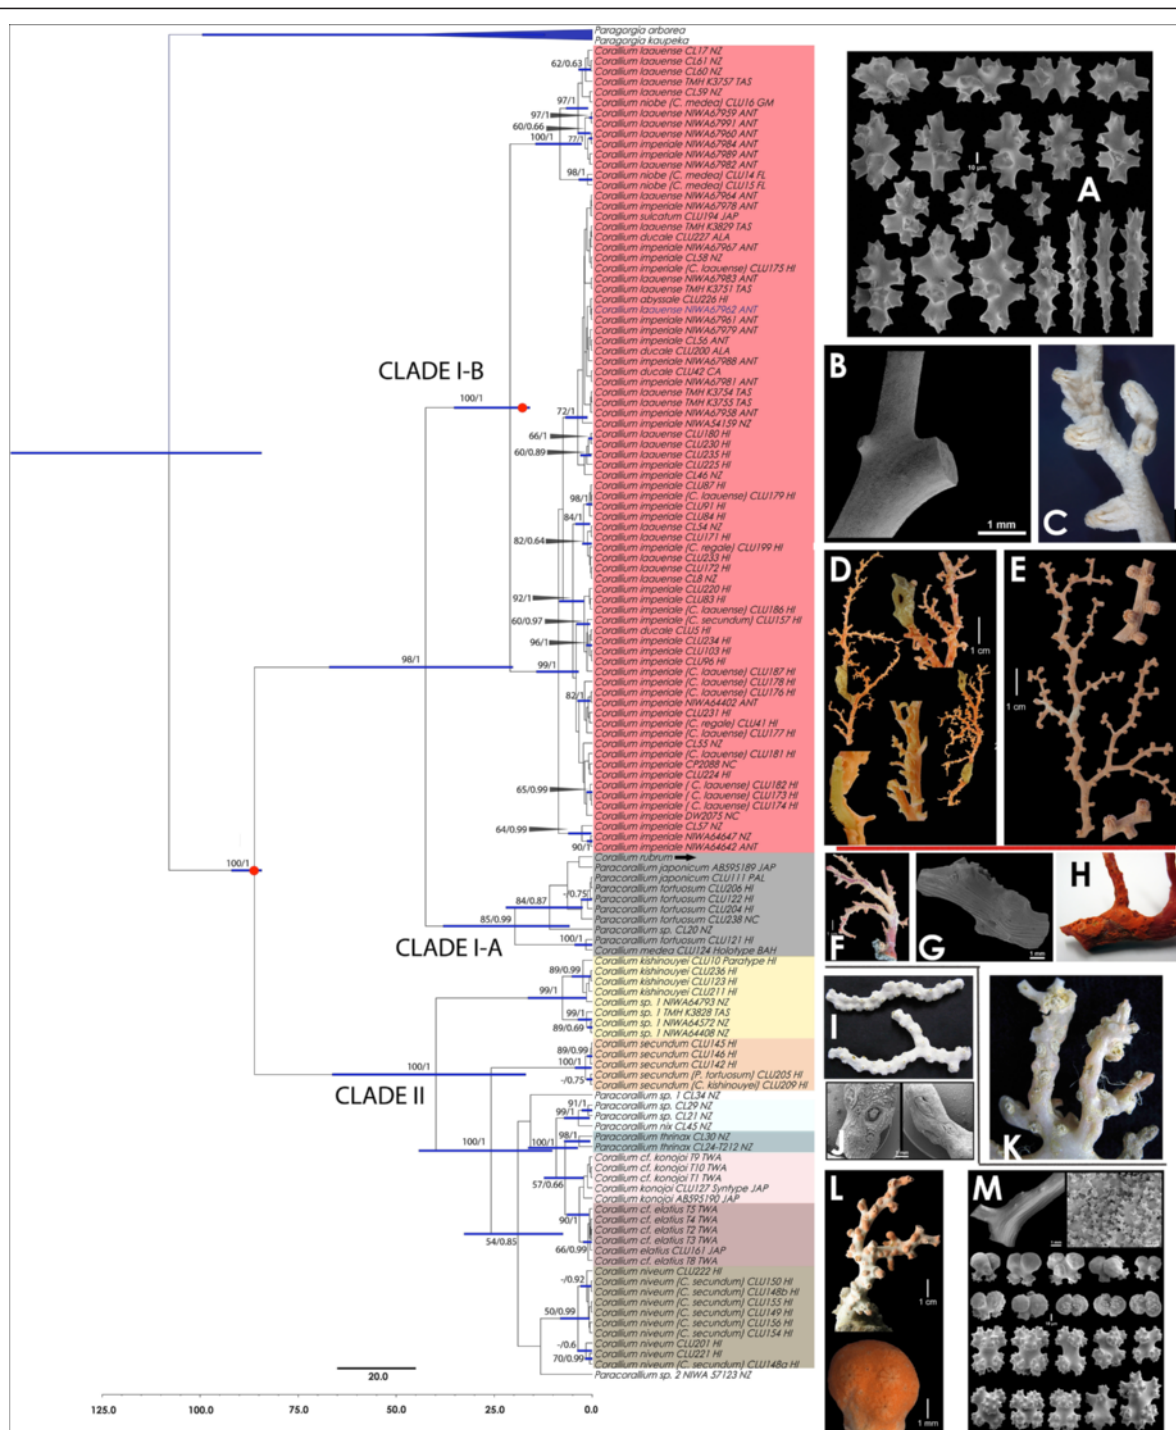 Paragorgia arborea
Paragorgia kaupeka
Corallium laauense CL17 NZ
Corallium laauense CL61 NZ
Corallium laauense CL60 NZ
Corallium laauense TMH K3757 TAS
Corallium laauense CL59 NZ
Corallium niobe (C. medea) CLU16 GM
Corallium laauense NIWA67959 ANT
Corallium laauense NIWA67991 ANT
Corallium laauense NIWA67960 ANT
Corallium imperiale NIWA67984 ANT
Corallium imperiale NIWA67989 ANT
Corallium laauense NIWA67982 ANT
Corallium niobe (C. medea) CLU14 FL
Corallium niobe (C. medea) CLU15 FL
Corallium laauense NIWA67964 ANT
Corallium imperiale NIWA67978 ANT
Corallium sulcatum CLU194 JAP
Corallium laauense TMH K3829 TAS
Corallium ducale CLU227 ALA
Corallium imperiale NIWA67967 ANT
Corallium imperiale CL58 NZ
Corallium imperiale (C. laauense) CLU175 HI
Corallium laauense NIWA67983 ANT
Corallium laauense TMH K3751 TAS
Corallium abyssale CLU226 HI
Corallium laauense NIWA67962 ANT
Corallium imperiale NIWA67961 ANT
Corallium imperiale NIWA67979 ANT
Corallium imperiale CL56 ANT
Corallium ducale CLU200 ALA
Corallium imperiale NIWA67988 ANT
Corallium ducale CLU42 CA
Corallium imperiale NIWA67981 ANT
Corallium laauense TMH K3754 TAS
Corallium laauense TMH K3755 TAS
Corallium imperiale NIWA67958 ANT
Corallium imperiale NIWA54159 NZ
Corallium laauense CLU180 HI
Corallium laauense CLU230 HI
Corallium laauense CLU235 HI
Corallium imperiale CLU225 HI
Corallium laauense CL46 NZ
Corallium imperiale CLU87 HI
Corallium imperiale (C. laauense) CLU179 HI
Corallium imperiale CLU91 HI
Corallium imperiale CLU84 HI
Corallium laauense CL54 NZ
Corallium laauense CLU171 HI
Corallium imperiale (C. regale) CLU199 HI
Corallium laauense CLU233 HI
Corallium laauense CLU172 HI
Corallium laauense CL8 NZ
Corallium imperiale CLU220 HI
Corallium imperiale CLU83 HI
Corallium imperiale (C. laauense) CLU186 HI
Corallium imperiale (C. secundum) CLU157 HI
Corallium ducale CLU5 HI
Corallium imperiale CLU234 HI
Corallium imperiale CLU103 HI
Corallium imperiale CLU96 HI
Corallium imperiale (C. laauense) CLU187 HI
Corallium imperiale (C. laauense) CLU178 HI
Corallium imperiale (C. laauense) CLU176 HI
Corallium imperiale NIWA64402 ANT
Corallium imperiale CLU231 HI
Corallium imperiale (C. regale) CLU41 HI
Corallium imperiale (C. laauense) CLU177 HI
Corallium imperiale CL55 NZ
Corallium imperiale (C. laauense) CLU181 HI
Corallium imperiale CP2088 NC
Corallium imperiale CLU224 HI
Corallium imperiale ( C. laauense) CLU182 HI
Corallium imperiale ( C. laauense) CLU173 HI
Corallium imperiale ( C. laauense) CLU174 HI
Corallium imperiale DW2075 NC
Corallium imperiale CL57 NZ
Corallium imperiale NIWA64647 NZ
Corallium imperiale NIWA64642 ANT
Corallium rubrum
Paracorallium japonicum AB595189 JAP
Paracorallium japonicum CLU111 PAL
Paracorallium tortuosum CLU206 HI
Paracorallium tortuosum CLU122 HI
Paracorallium tortuosum CLU204 HI
Paracorallium tortuosum CLU238 NC
Paracorallium sp. CL20 NZ
Paracorallium tortuosum CLU121 HI
Corallium medea CLU124 Holotype BAH
Corallium kishinouyei CLU10 Paratype HI
Corallium kishinouyei CLU236 HI
Corallium kishinouyei CLU123 HI
Corallium kishinouyei CLU211 HI
Corallium sp. 1 NIWA64793 NZ
Corallium sp. 1 TMH K3828 TAS
Corallium sp. 1 NIWA64572 NZ
Corallium sp. 1 NIWA64408 NZ
Corallium secundum CLU145 HI
Corallium secundum CLU146 HI
Corallium secundum CLU142 HI
Corallium secundum (P. tortuosum) CLU205 HI
Corallium secundum (C. kishinouyei) CLU209 HI
Paracorallium sp. 1 CL34 NZ
Paracorallium sp. CL29 NZ
Paracorallium sp. CL21 NZ
Paracorallium nix CL45 NZ
Paracorallium thrinax CL30 NZ
Paracorallium thrinax CL24-T212 NZ
Corallium cf. konojoi T9 TWA
Corallium cf. konojoi T10 TWA
Corallium cf. konojoi T1 TWA
Corallium konojoi CLU127 Syntype JAP
Corallium konojoi AB595190 JAP
Corallium cf. elatius T5 TWA
Corallium cf. elatius T4 TWA
Corallium cf. elatius T2 TWA
Corallium cf. elatius T3 TWA
Corallium elatius CLU161 JAP
Corallium cf. elatius T8 TWA
Corallium niveum CLU222 HI
Corallium niveum (C. secundum) CLU150 HI
Corallium niveum (C. secundum) CLU148b HI
Corallium niveum (C. secundum) CLU155 HI
Corallium niveum (C. secundum) CLU149 HI
Corallium niveum (C. secundum) CLU156 HI
Corallium niveum (C. secundum) CLU154 HI
Corallium niveum CLU201 HI
Corallium niveum CLU221 HI
Corallium niveum (C. secundum) CLU148a HI
Paracorallium sp. 2 NIWA 57123 NZ
62/0.63
97/1
97/1
60/0.66
100/1
77/1
98/1
CLADE I-B
100/1
72/1
66/1
60/0.89
98/1
84/1
82/0.64
92/1
60/0.97
96/1
98/1
99/1
82/1
65/0.99
64/0.99
90/1
100/1
-/0.75
84/0.87
85/0.99
CLADE I-A
100/1
89/0.99
99/1
99/1
89/0.69
89/0.99
100/1
100/1
-/0.75
CLADE II
91/1
99/1
100/1
100/1
98/1
57/0.66
90/1
54/0.85
66/0.99
-/0.92
50/0.99
-/0.6
70/0.99
20.0
125.0 100.0 75.0 50.0 25.0 0.0
A
10 µm
B
1 mm
C
D
1 cm
E
1 cm
F
G
1 mm
H
I
J
K
L
1 cm
1 mm
M